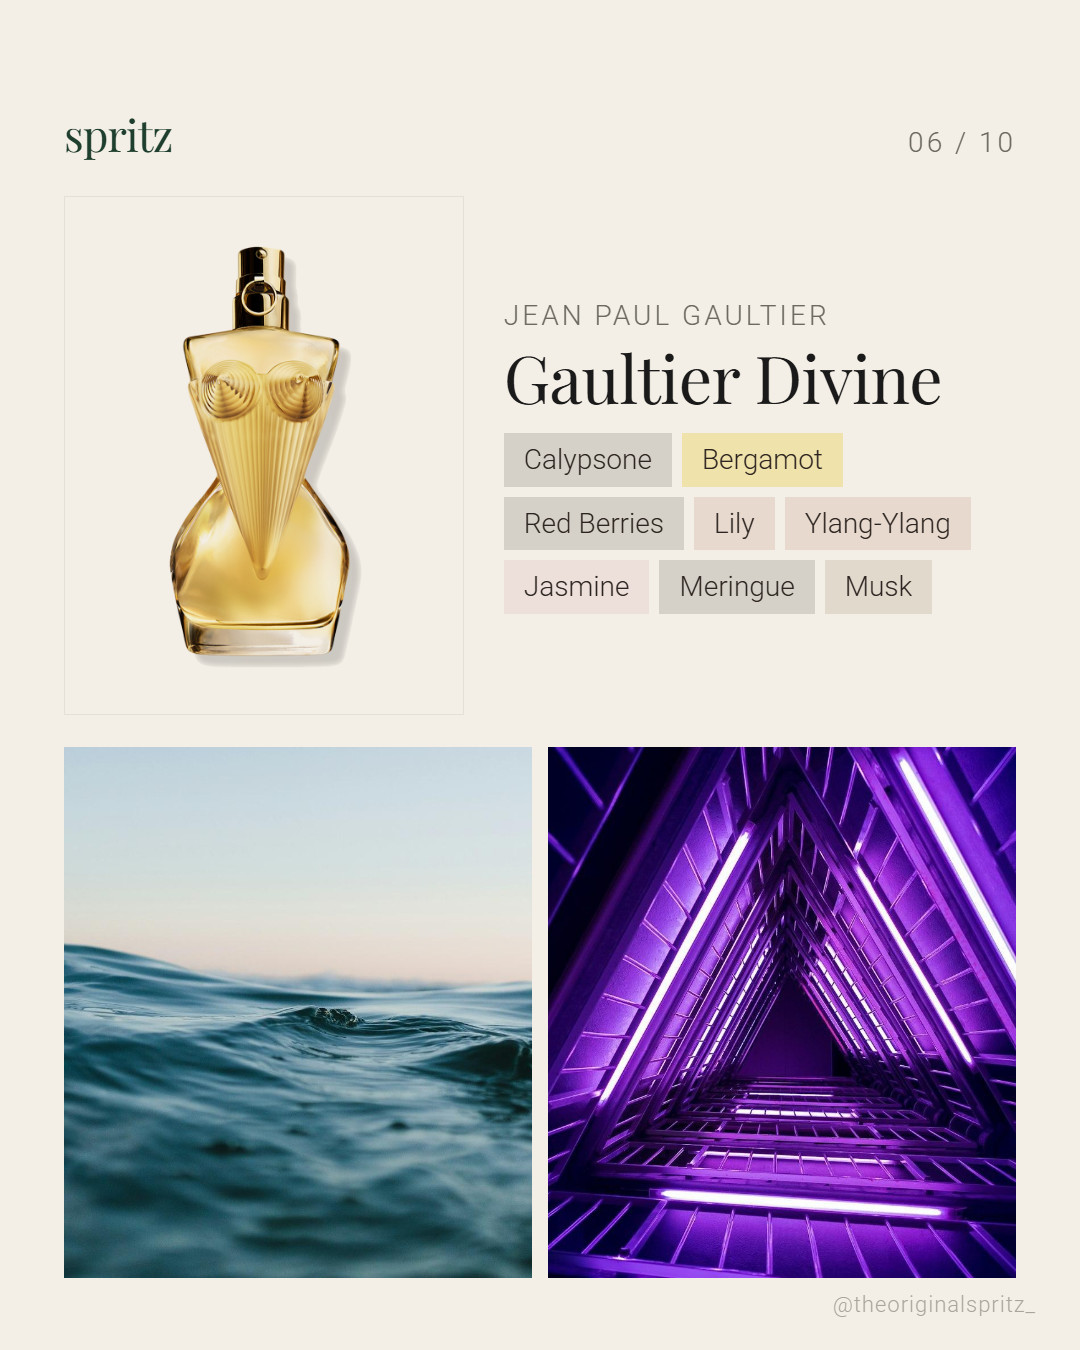 spritz
06 / 10
JEAN PAUL GAULTIER
Gaultier Divine
Calypsone Bergamot
Red Berries Lily Ylang-Ylang
Jasmine Meringue Musk
@theoriginalspritz_